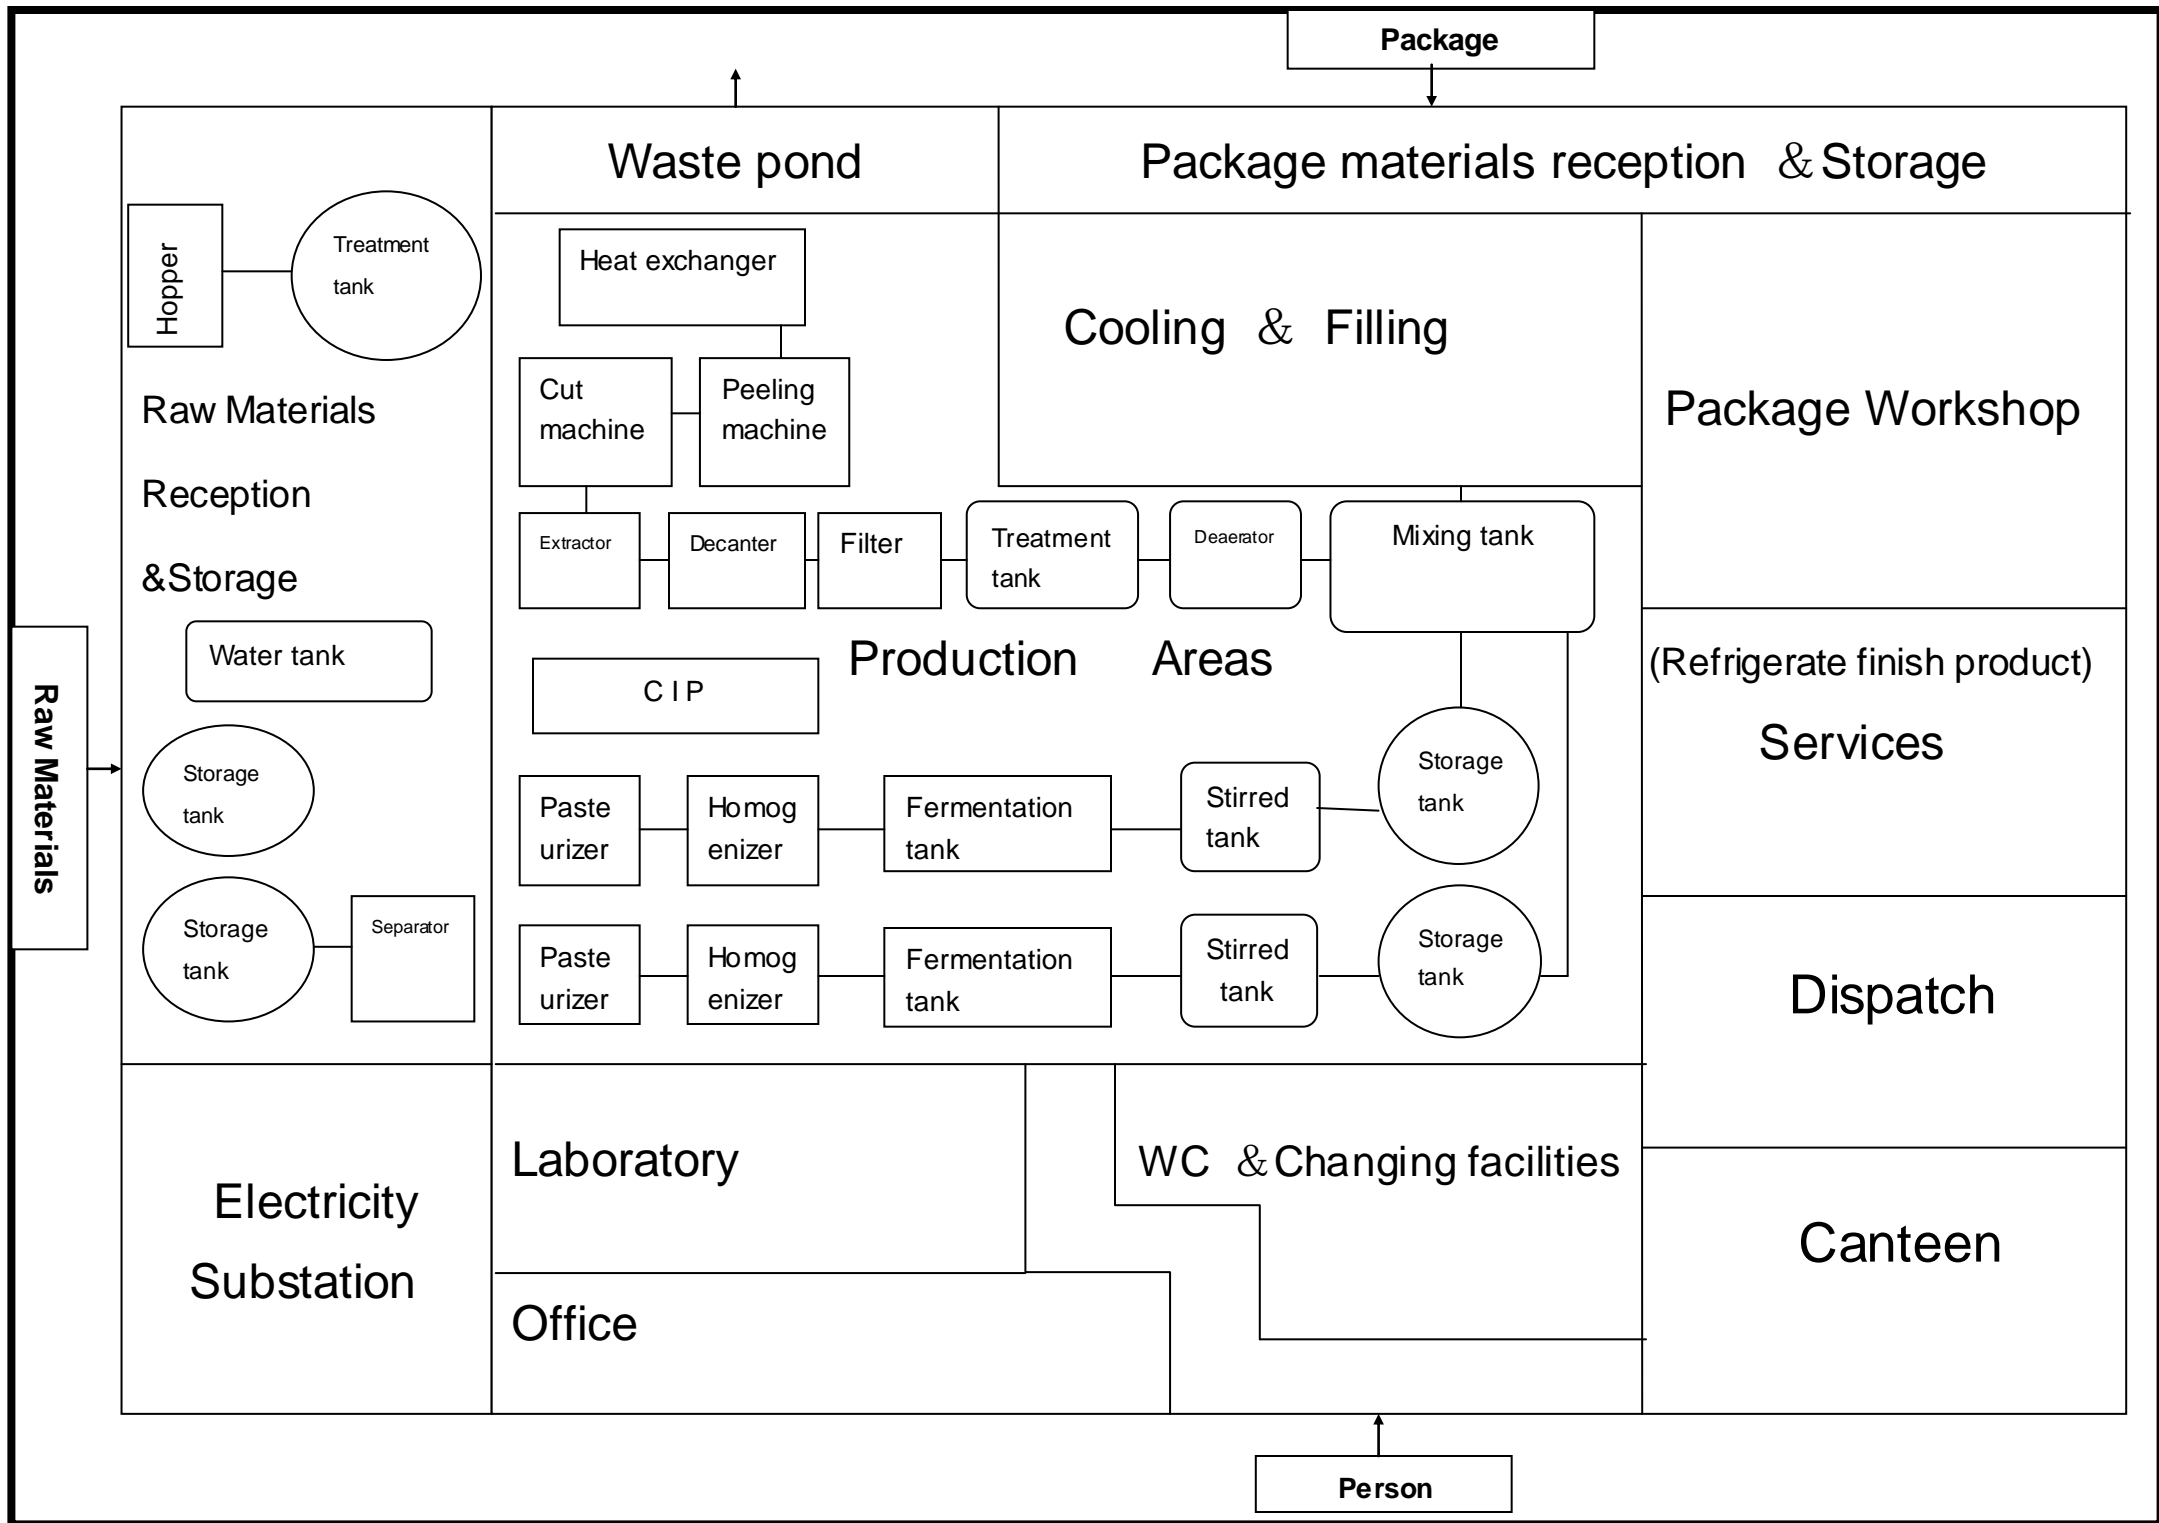 Package
Waste pond
Package materials reception & Storage
Hopper
Treatment
tank
Raw Materials
Reception
&Storage
Water tank
Storage
tank
Storage
tank
Separator
Raw Materials
Heat exchanger
Cut
machine
Peeling
machine
Cooling & Filling
Package Workshop
Extractor
Decanter
Filter
Treatment
tank
Deaerator
Mixing tank
Production Areas
C I P
Paste
urizer
Homog
enizer
Fermentation
tank
Stirred
tank
Storage
tank
Paste
urizer
Homog
enizer
Fermentation
tank
Stirred
tank
Storage
tank
(Refrigerate finish product)
Services
Dispatch
Electricity
Substation
Laboratory
Office
WC & Changing facilities
Canteen
Person